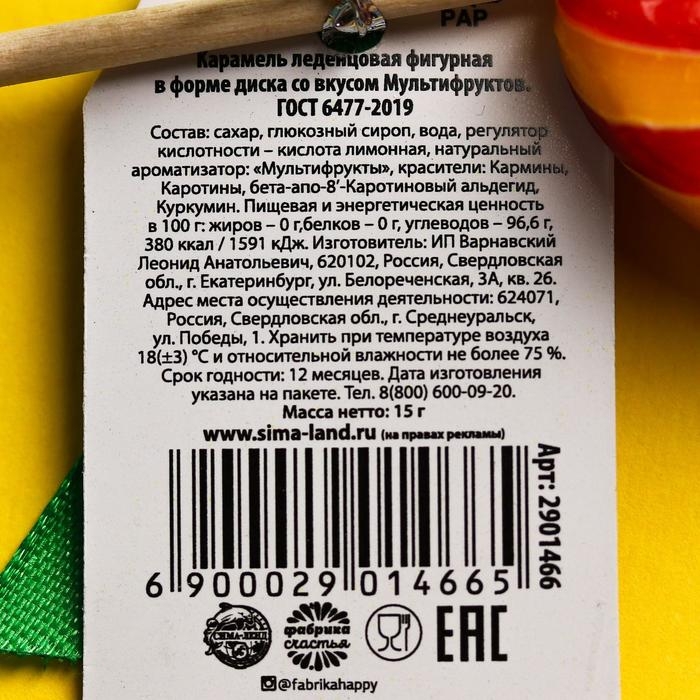 PAP
Карамель леденцовая фигурная
в форме диска со вкусом Мультифруктов.
ГОСТ 6477-2019
Состав: сахар, глюкозный сироп, вода, регулятор
кислотности – кислота лимонная, натуральный
ароматизатор: «Мультифрукты», красители: Кармины,
Каротины, бета-апо-8'-Каротиновый альдегид,
Куркумин. Пищевая и энергетическая ценность
в 100 г: жиров – 0 г,белков – 0 г, углеводов – 96,6 г,
380 ккал / 1591 кДж. Изготовитель: ИП Варнавский
Леонид Анатольевич, 620102, Россия, Свердловская
обл., г. Екатеринбург, ул. Белореченская, 3А, кв. 26.
Адрес места осуществления деятельности: 624071,
Россия, Свердловская обл., г. Среднеуральск,
ул. Победы, 1. Хранить при температуре воздуха
18(±3) °С и относительной влажности не более 75 %.
Срок годности: 12 месяцев. Дата изготовления
указана на пакете. Тел. 8(800) 600-09-20.
Масса нетто: 15 г
www.sima-land.ru (на правах рекламы)
Арт: 2901466
6 900029 014665
СИМА-ЛЕНД
фабрика
счастья
EAC
@fabrikahappy